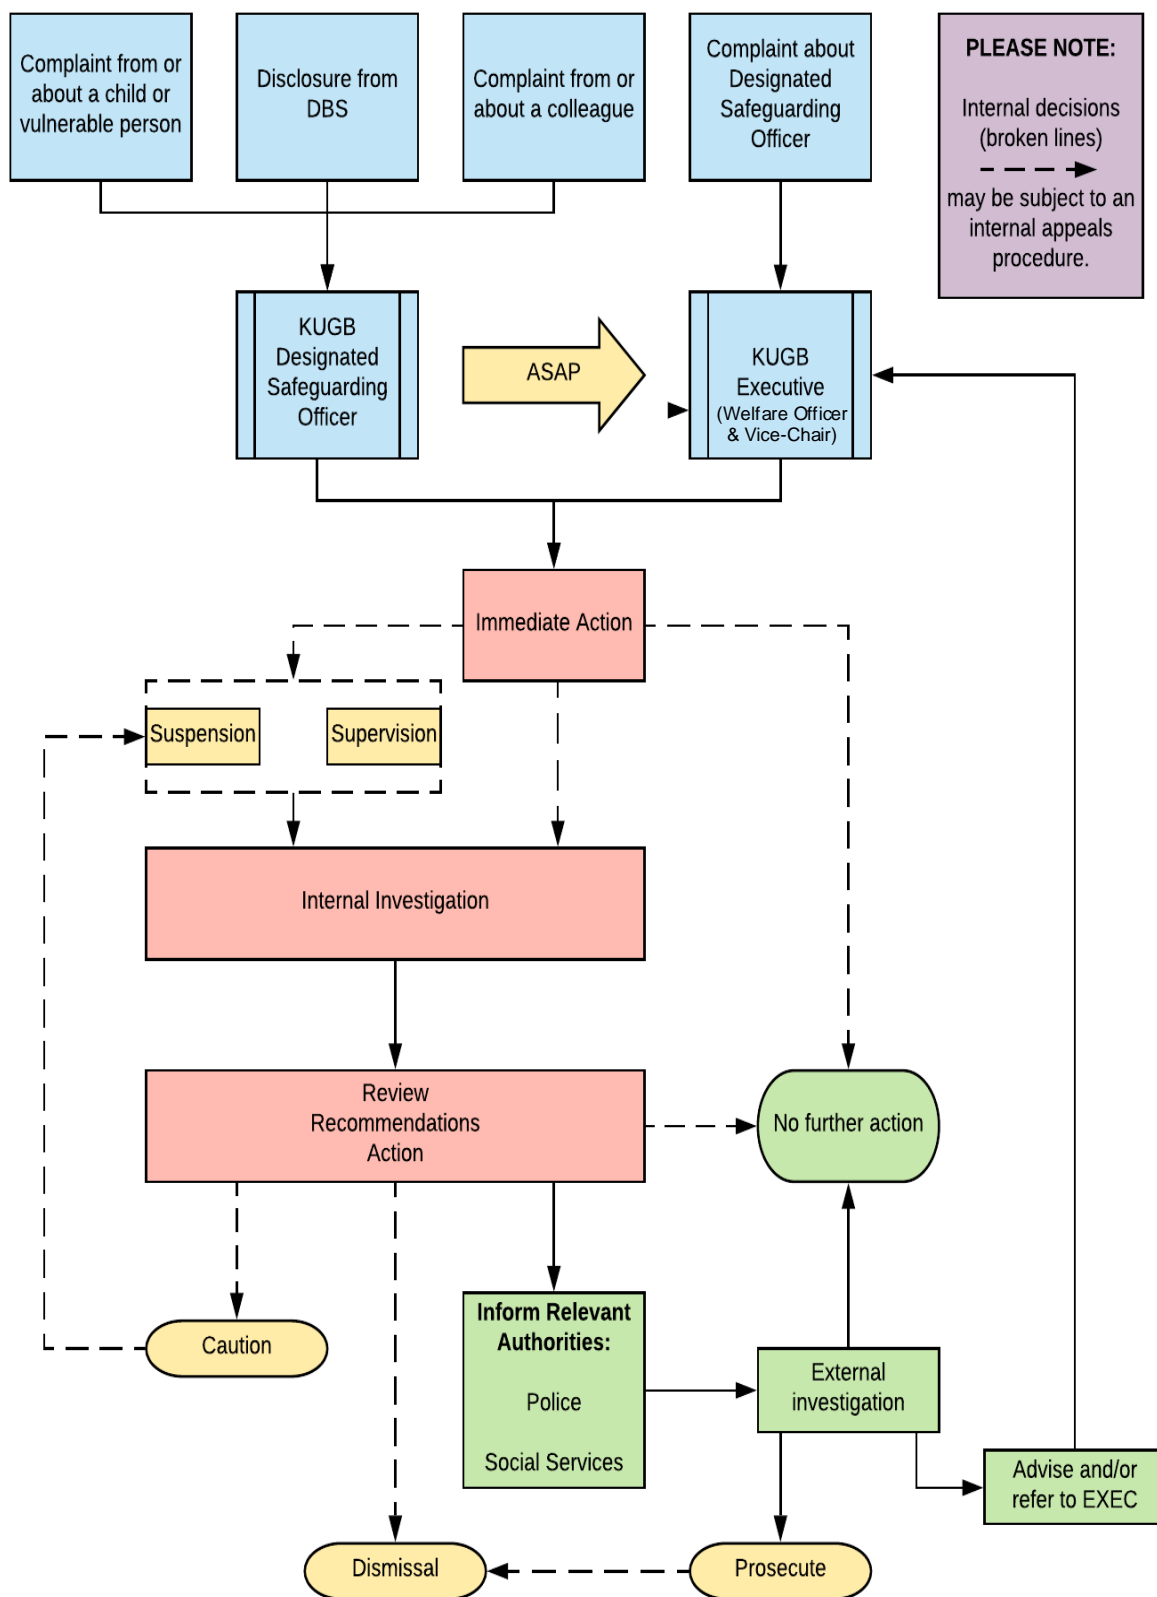 Complaint from or
about a child or
vulnerable person
Disclosure from
DBS
Complaint from or
about a colleague
Complaint about
Designated
Safeguarding
Officer
PLEASE NOTE:
Internal decisions
(broken lines)
may be subject to an
internal appeals
procedure.
KUGB
Designated
Safeguarding
Officer
ASAP
KUGB
Executive
(Welfare Officer
& Vice-Chair)
Immediate Action
Suspension
Supervision
Internal Investigation
Review
Recommendations
Action
No further action
Caution
Inform Relevant
Authorities:
Police
Social Services
External
investigation
Advise and/or
refer to EXEC
Dismissal
Prosecute